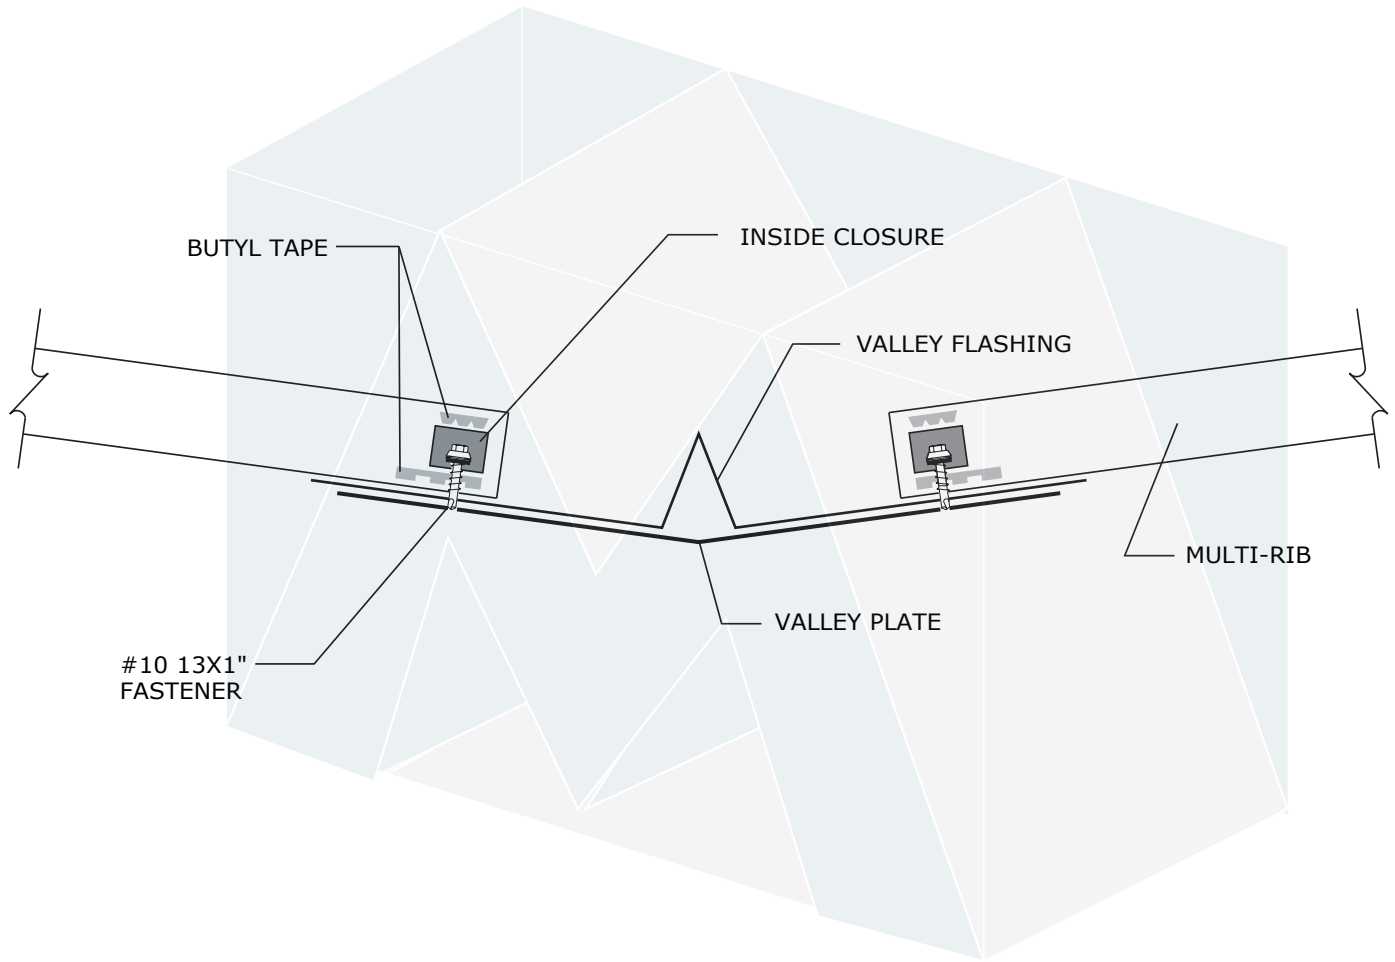 BUTYL TAPE
INSIDE CLOSURE
VALLEY FLASHING
MULTI-RIB
VALLEY PLATE
#10 13X1"
FASTENER